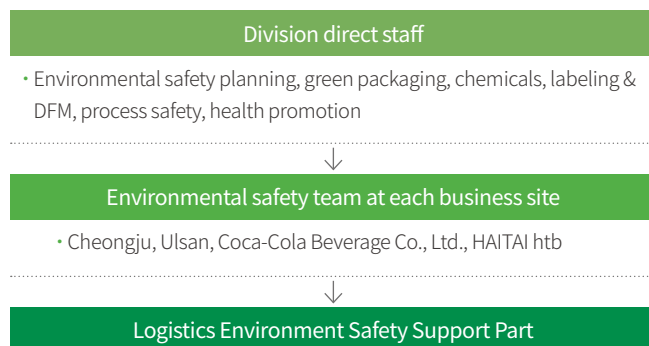 Division direct staff
· Environmental safety planning, green packaging, chemicals, labeling &
DFM, process safety, health promotion
Environmental safety team at each business site
· Cheongju, Ulsan, Coca-Cola Beverage Co., Ltd., HAITAI htb
Logistics Environment Safety Support Part